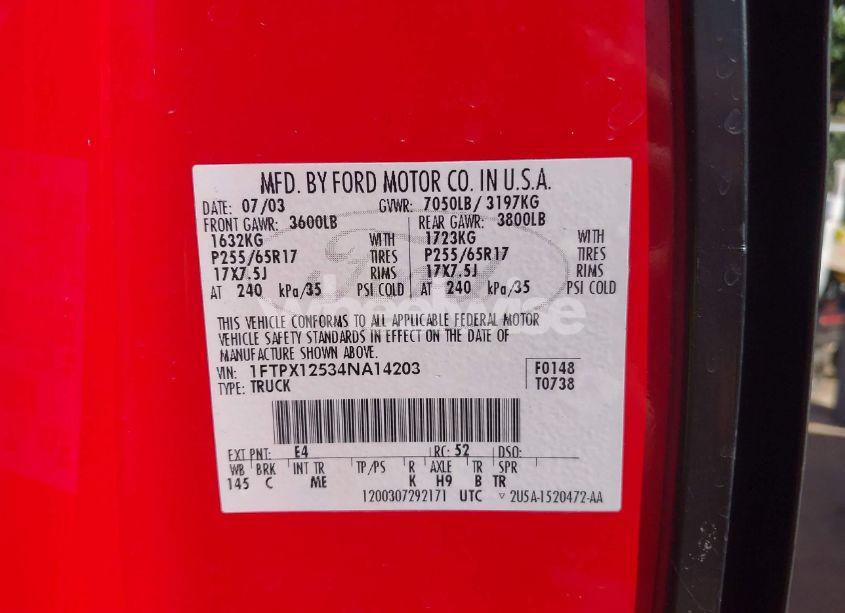 MFD. BY FORD MOTOR CO. IN U.S.A.
DATE: 07/03 GVWR: 7050LB / 3197KG
FRONT GAWR: 3600LB REAR GAWR: 3800LB
1632KG WITH 1723KG WITH
P255/65R17 TIRES P255/65R17 TIRES
17X7.5J RIMS 17X7.5J RIMS
AT 240 kPa/35 PSI COLD AT 240 kPa/35 PSI COLD
THIS VEHICLE CONFORMS TO ALL APPLICABLE FEDERAL MOTOR
VEHICLE SAFETY STANDARDS IN EFFECT ON THE DATE OF
MANUFACTURE SHOWN ABOVE.
VIN: 1FTPX12534NA14203 F0148
TYPE: TRUCK T0738
EXT PNT: E4 RC: 52 DSO:
WB BRK INT TR TP/PS R AXLE TR SPR
145 C ME K H9 B TR
1200307292171 UTC ▽ 2U5A-1520472-AA